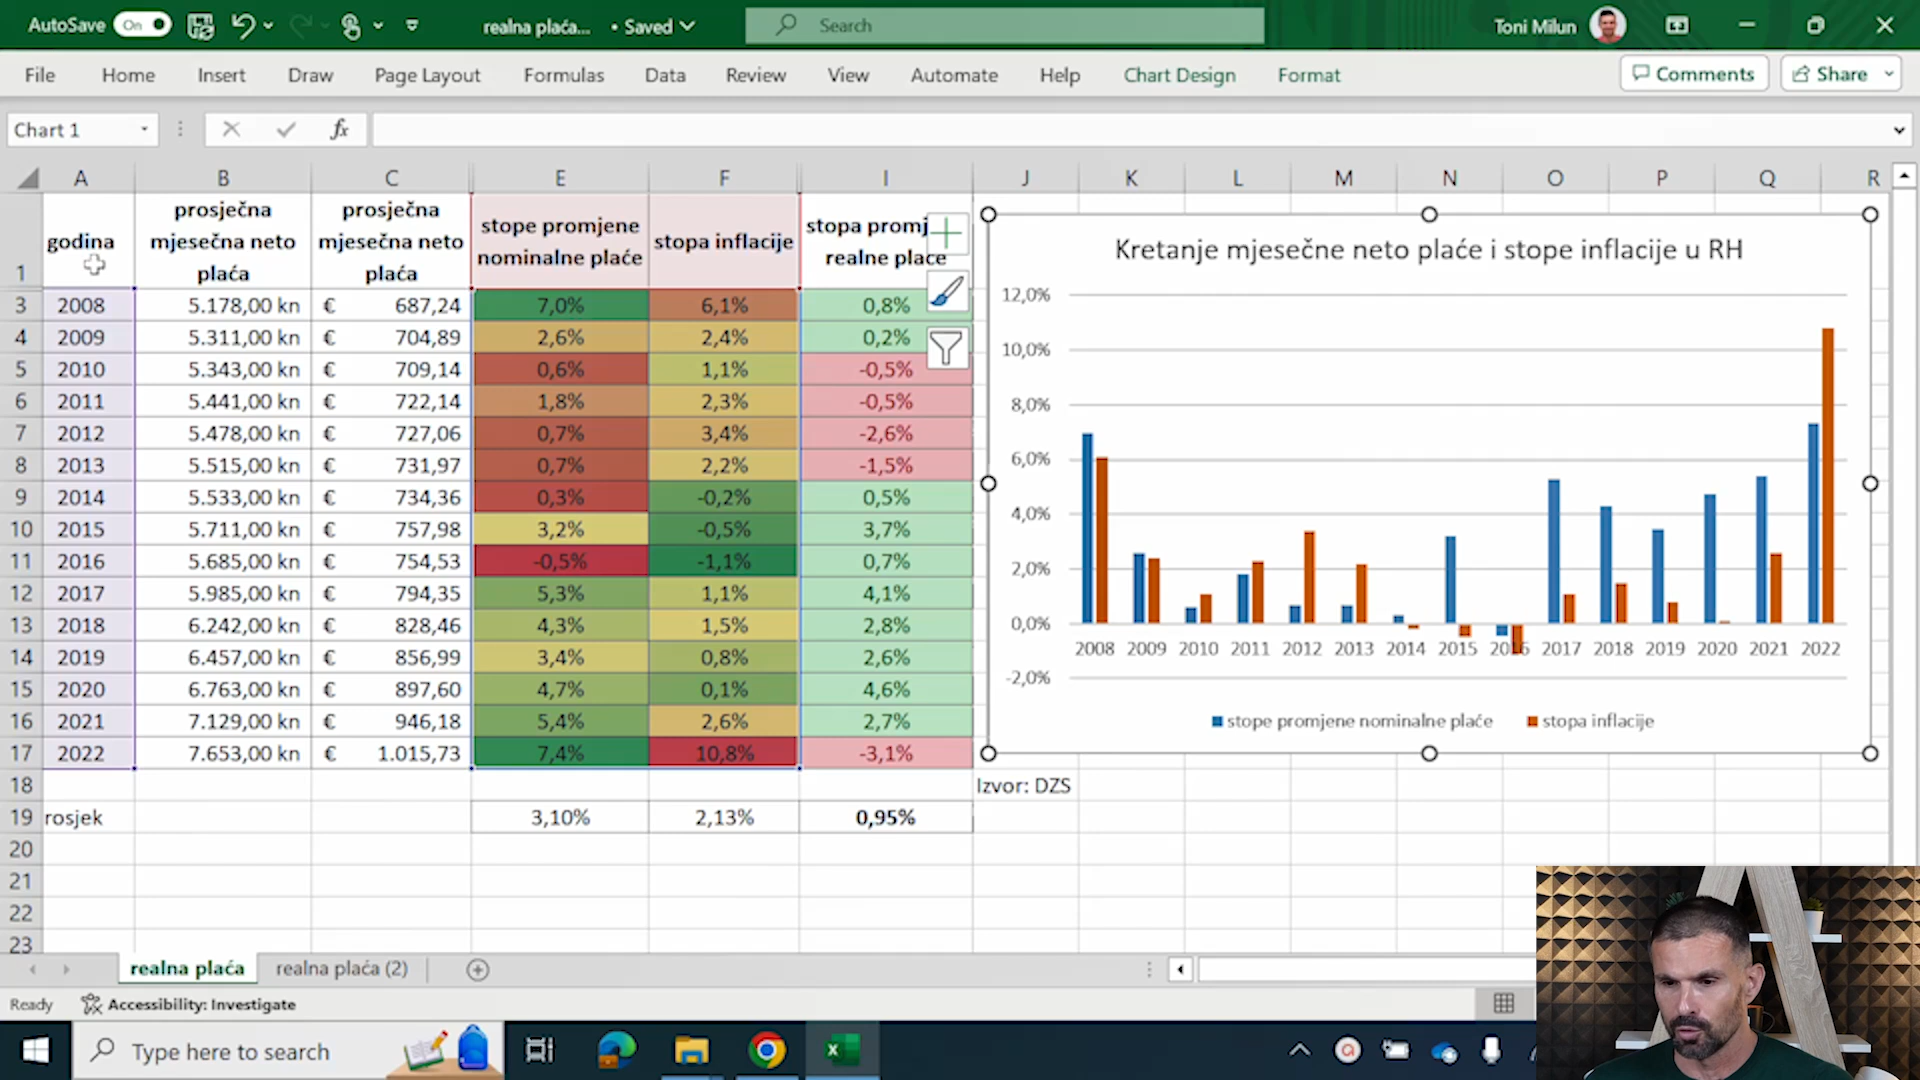 AutoSave On realna plaća... • Saved Search Toni Milun
File Home Insert Draw Page Layout Formulas Data Review View Automate Help Chart Design Format Comments Share
Chart 1 fx
A B C E F I J K L M N O P Q R
1 godina prosječna mjesečna neto plaća prosječna mjesečna neto plaća stope promjene nominalne plaće stopa inflacije stopa promj realne plaće
3 2008 5.178,00 kn € 687,24 7,0% 6,1% 0,8%
4 2009 5.311,00 kn € 704,89 2,6% 2,4% 0,2%
5 2010 5.343,00 kn € 709,14 0,6% 1,1% -0,5%
6 2011 5.441,00 kn € 722,14 1,8% 2,3% -0,5%
7 2012 5.478,00 kn € 727,06 0,7% 3,4% -2,6%
8 2013 5.515,00 kn € 731,97 0,7% 2,2% -1,5%
9 2014 5.533,00 kn € 734,36 0,3% -0,2% 0,5%
10 2015 5.711,00 kn € 757,98 3,2% -0,5% 3,7%
11 2016 5.685,00 kn € 754,53 -0,5% -1,1% 0,7%
12 2017 5.985,00 kn € 794,35 5,3% 1,1% 4,1%
13 2018 6.242,00 kn € 828,46 4,3% 1,5% 2,8%
14 2019 6.457,00 kn € 856,99 3,4% 0,8% 2,6%
15 2020 6.763,00 kn € 897,60 4,7% 0,1% 4,6%
16 2021 7.129,00 kn € 946,18 5,4% 2,6% 2,7%
17 2022 7.653,00 kn € 1.015,73 7,4% 10,8% -3,1%
18 Izvor: DZS
19 rosjek 3,10% 2,13% 0,95%
20
21
22
23
Kretanje mjesečne neto plaće i stope inflacije u RH
12,0%
10,0%
8,0%
6,0%
4,0%
2,0%
0,0%
2008 2009 2010 2011 2012 2013 2014 2015 2016 2017 2018 2019 2020 2021 2022
-2,0%
stope promjene nominalne plaće stopa inflacije
realna plaća realna plaća (2)
Ready Accessibility: Investigate
Type here to search